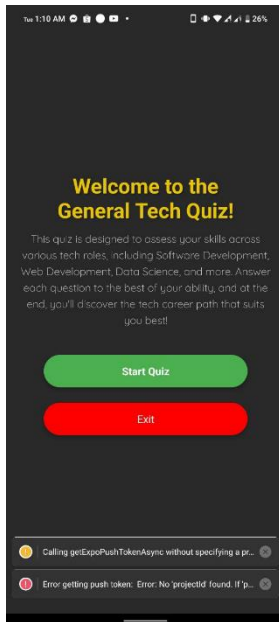 Tue 1:10 AM
26%
Welcome to the
General Tech Quiz!
This quiz is designed to assess your skills across
various tech roles, including Software Development,
Web Development, Data Science, and more. Answer
each question to the best of your ability, and at the
end, you'll discover the tech career path that suits
you best!
Start Quiz
Exit
Calling getExpoPushTokenAsync without specifying a pr...
Error getting push token: Error: No 'projectId' found. If 'p...